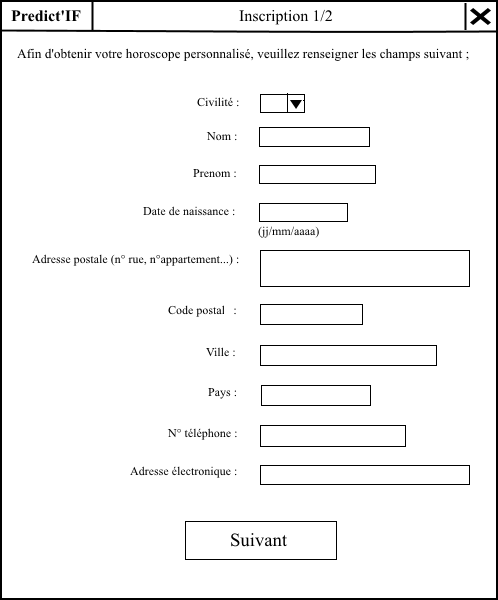 Predict'IF
Inscription 1/2
Afin d'obtenir votre horoscope personnalisé, veuillez renseigner les champs suivant ;
Civilité :
Nom :
Prenom :
Date de naissance :
(jj/mm/aaaa)
Adresse postale (n° rue, n°appartement...) :
Code postal :
Ville :
Pays :
N° téléphone :
Adresse électronique :
Suivant